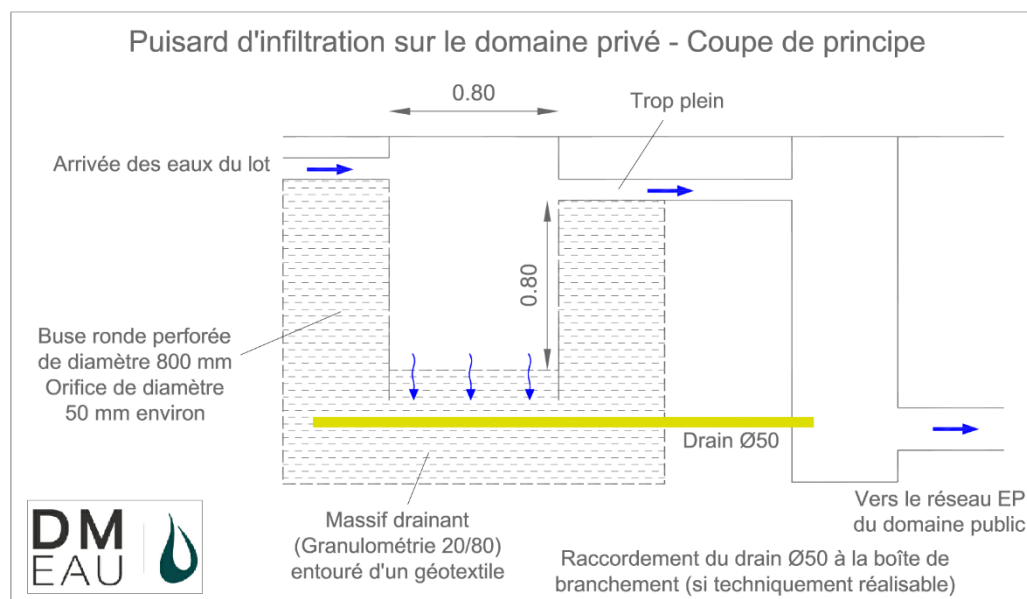 Puisard d'infiltration sur le domaine privé - Coupe de principe
0.80
Trop plein
Arrivée des eaux du lot
0.80
Buse ronde perforée
de diamètre 800 mm
Orifice de diamètre
50 mm environ
Drain Ø50
Massif drainant
(Granulométrie 20/80)
entouré d'un géotextile
Vers le réseau EP
du domaine public
Raccordement du drain Ø50 à la boîte de
branchement (si techniquement réalisable)
DM
EAU